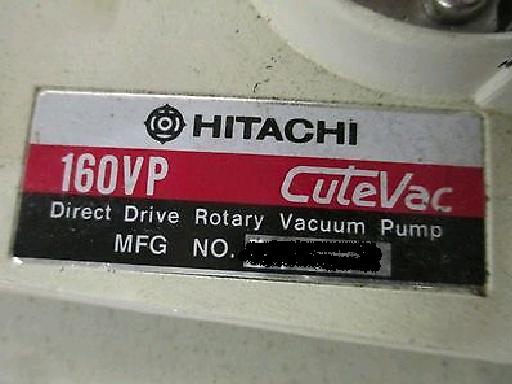 HITACHI
160VP CuteVac
Direct Drive Rotary Vacuum Pump
MFG NO.